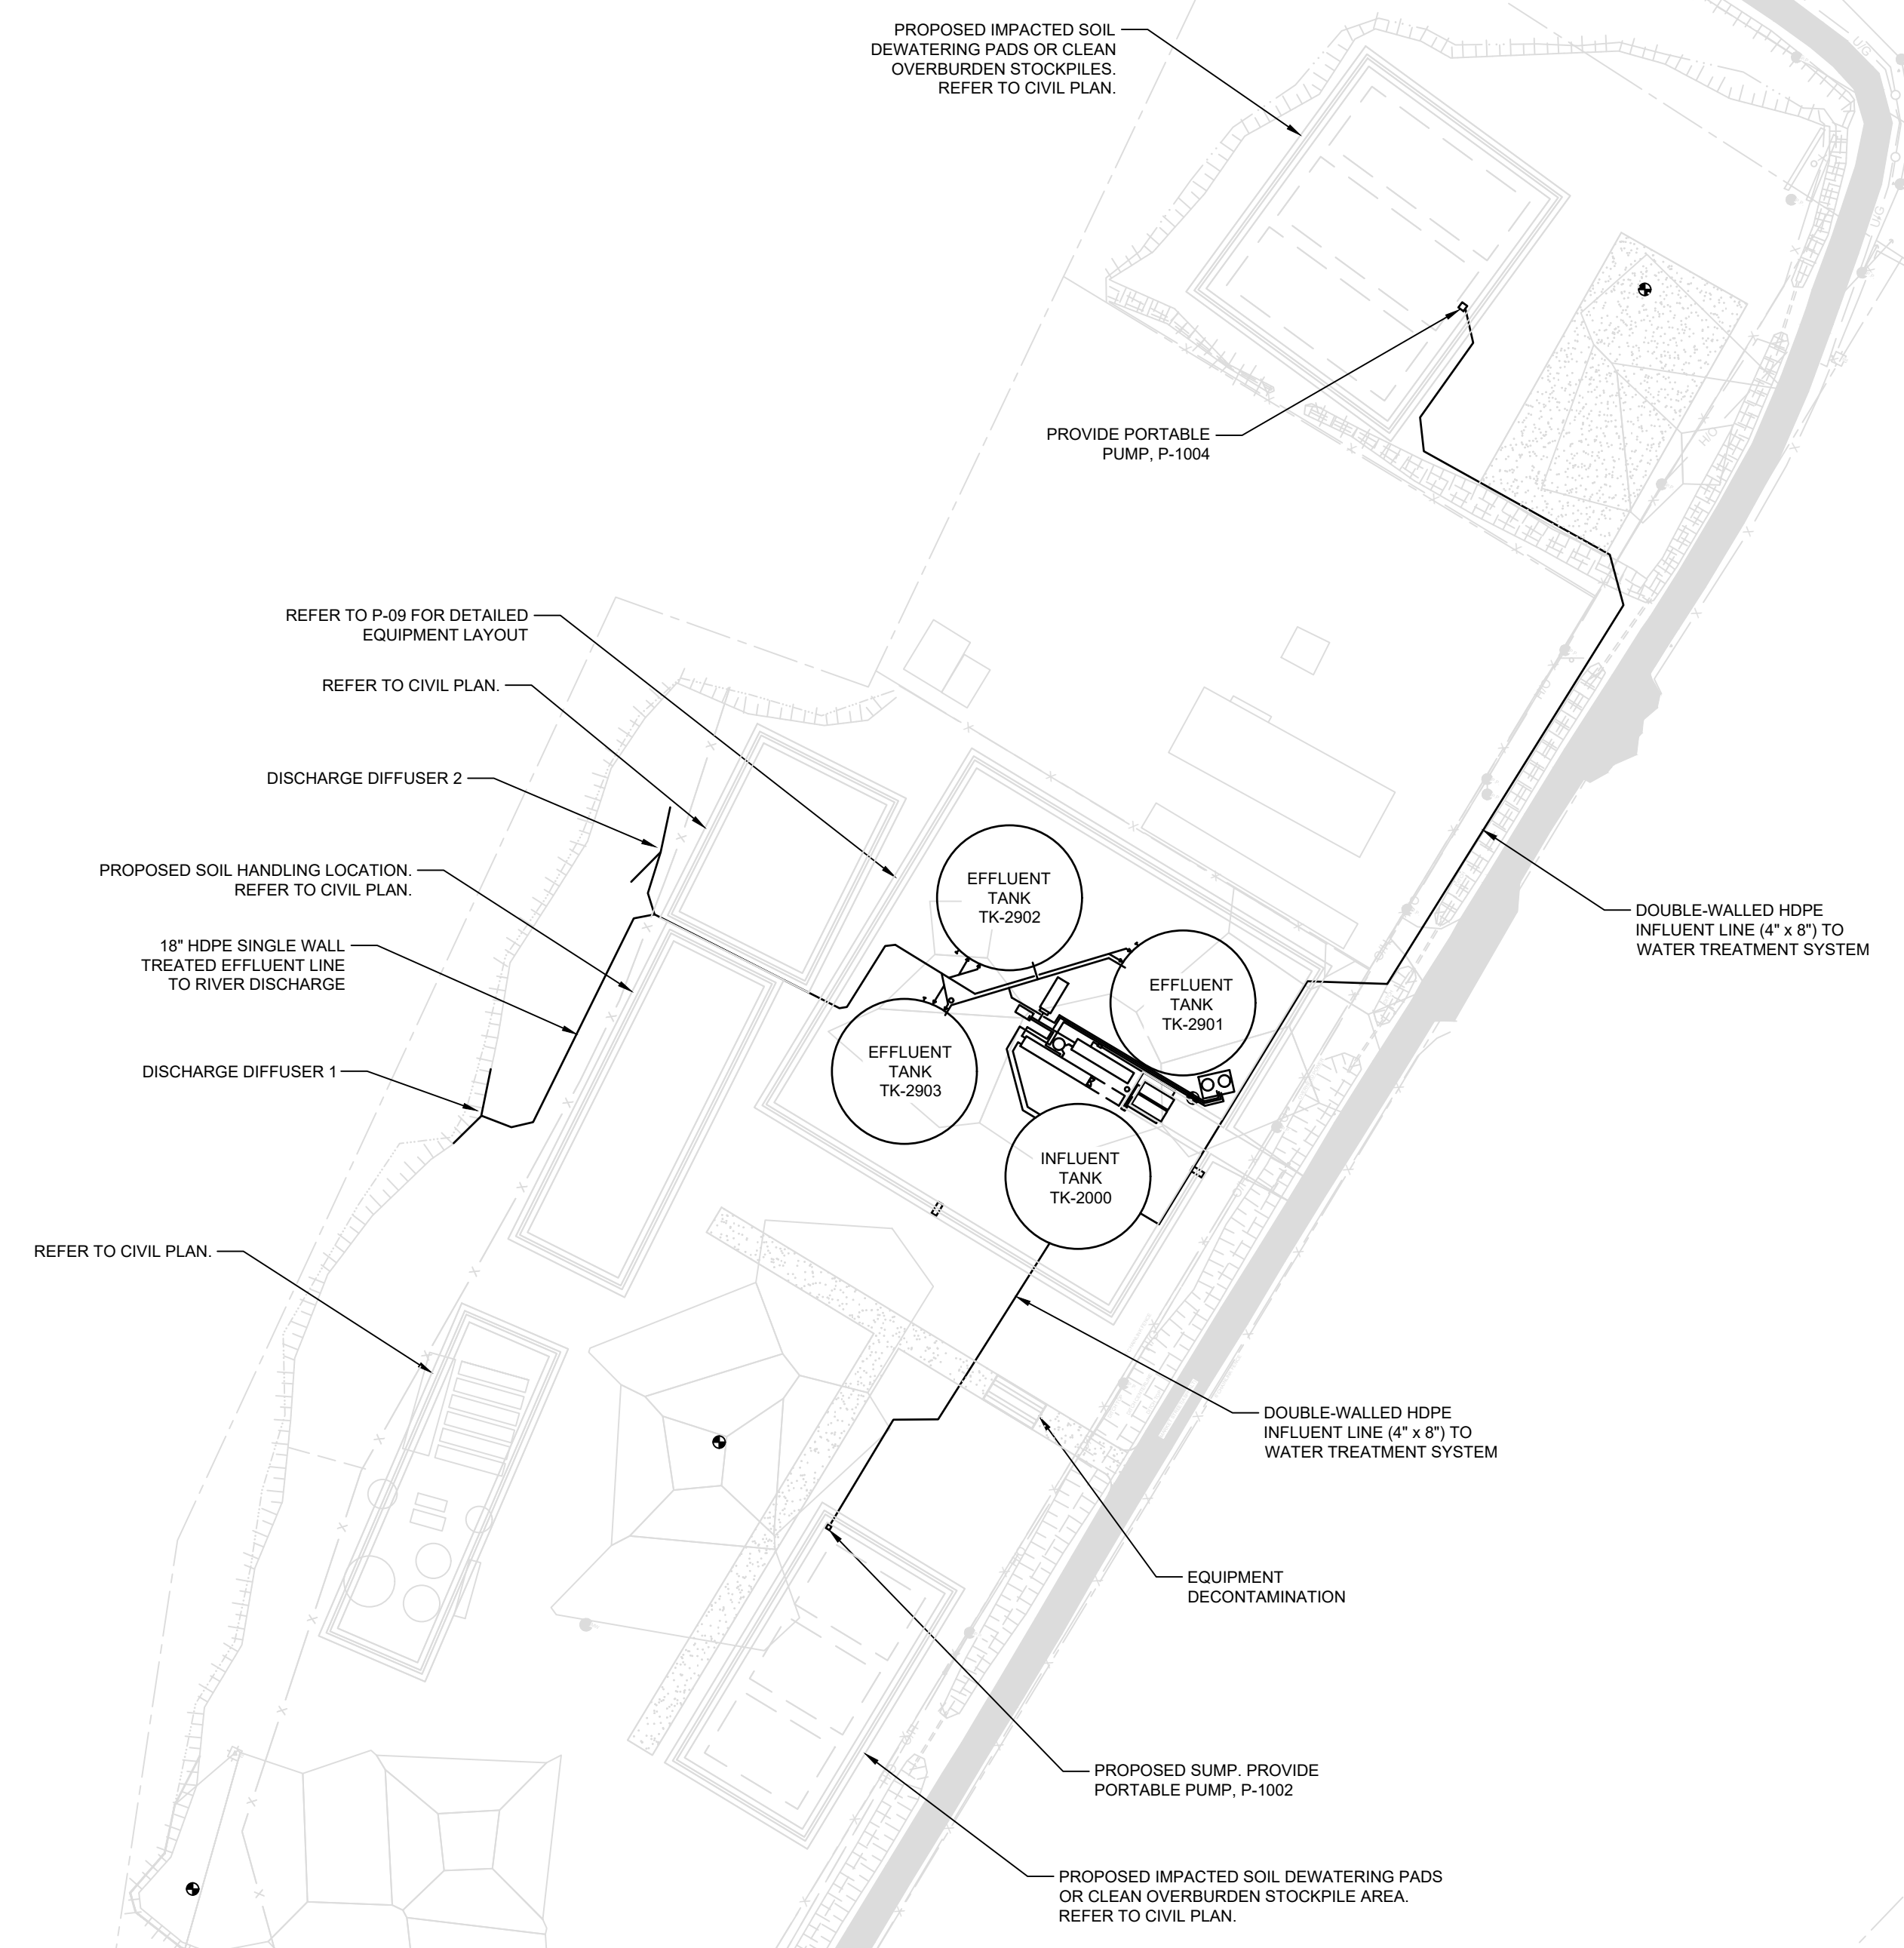 PROPOSED IMPACTED SOIL
DEWATERING PADS OR CLEAN
OVERBURDEN STOCKPILES.
REFER TO CIVIL PLAN.
U/G
U/G
PROVIDE PORTABLE
PUMP, P-1004
H/O
REFER TO P-09 FOR DETAILED
EQUIPMENT LAYOUT
REFER TO CIVIL PLAN.
H/O
DISCHARGE DIFFUSER 2
PROPOSED SOIL HANDLING LOCATION.
REFER TO CIVIL PLAN.
EFFLUENT
TANK
TK-2902
DOUBLE-WALLED HDPE
INFLUENT LINE (4" x 8") TO
WATER TREATMENT SYSTEM
18" HDPE SINGLE WALL
TREATED EFFLUENT LINE
TO RIVER DISCHARGE
EFFLUENT
TANK
TK-2901
EFFLUENT
TANK
TK-2903
DISCHARGE DIFFUSER 1
INFLUENT
TANK
TK-2000
REFER TO CIVIL PLAN.
DOUBLE-WALLED HDPE
INFLUENT LINE (4" x 8") TO
WATER TREATMENT SYSTEM
EQUIPMENT
DECONTAMINATION
PROPOSED SUMP. PROVIDE
PORTABLE PUMP, P-1002
PROPOSED IMPACTED SOIL DEWATERING PADS
OR CLEAN OVERBURDEN STOCKPILE AREA.
REFER TO CIVIL PLAN.